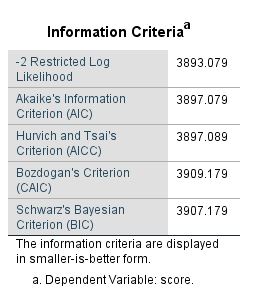 Information Criteriaa
-2 Restricted Log
Likelihood
3893.079
Akaike's Information
Criterion (AIC)
3897.079
Hurvich and Tsai's
Criterion (AICC)
3897.089
Bozdogan's Criterion
(CAIC)
3909.179
Schwarz's Bayesian
Criterion (BIC)
3907.179
The information criteria are displayed
in smaller-is-better form.
a. Dependent Variable: score.